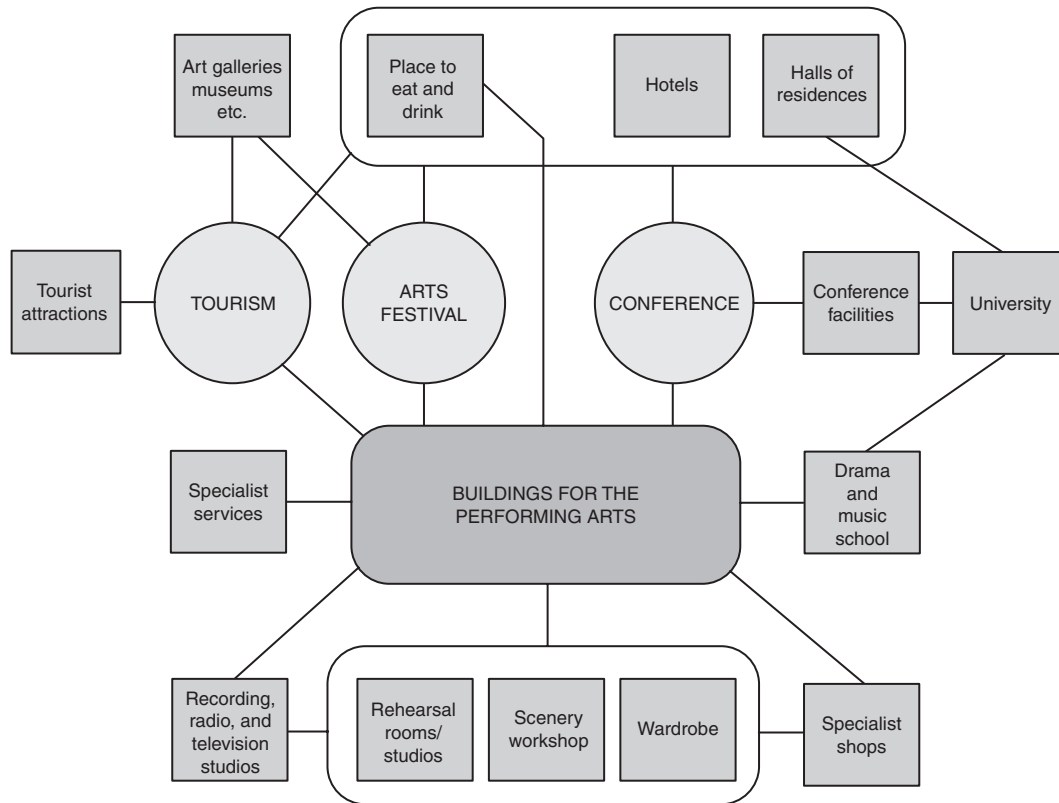 Art galleries
museums
etc.
Place to
eat and
drink
Hotels
Halls of
residences
Tourist
attractions
TOURISM
ARTS
FESTIVAL
CONFERENCE
Conference
facilities
University
Specialist
services
BUILDINGS FOR THE
PERFORMING ARTS
Drama
and
music
school
Recording,
radio, and
television
studios
Rehearsal
rooms/
studios
Scenery
workshop
Wardrobe
Specialist
shops